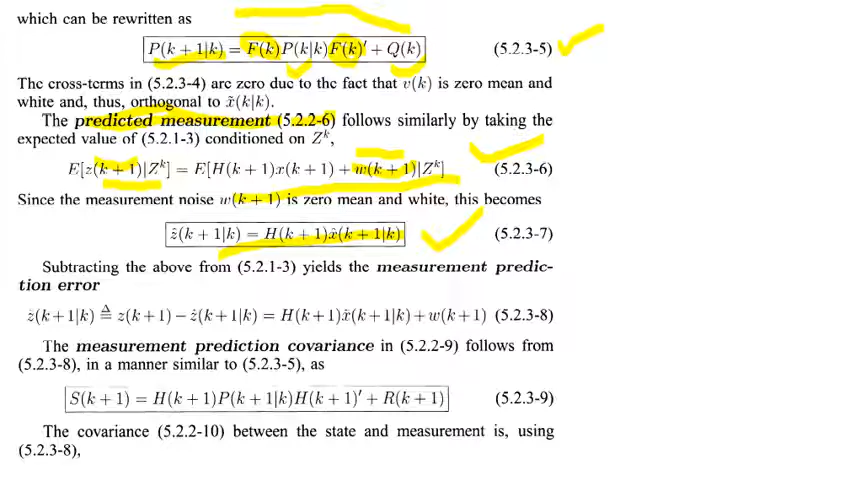 which can be rewritten as
P(k + 1|k) = F(k)P(k|k)F(k)′ + Q(k) (5.2.3-5)
The cross-terms in (5.2.3-4) are zero due to the fact that v(k) is zero mean and
white and, thus, orthogonal to x̃(k|k).
The predicted measurement (5.2.2-6) follows similarly by taking the
expected value of (5.2.1-3) conditioned on Zᵏ,
E[z(k + 1)|Zᵏ] = E[H(k + 1)x(k + 1) + w(k + 1)|Zᵏ] (5.2.3-6)
Since the measurement noise w(k + 1) is zero mean and white, this becomes
ẑ(k + 1|k) = H(k + 1)x̂(k + 1|k) (5.2.3-7)
Subtracting the above from (5.2.1-3) yields the measurement predic-
tion error
z̃(k+1|k) ≜ z(k+1) − ẑ(k+1|k) = H(k+1)x̃(k+1|k) + w(k+1) (5.2.3-8)
The measurement prediction covariance in (5.2.2-9) follows from
(5.2.3-8), in a manner similar to (5.2.3-5), as
S(k + 1) = H(k + 1)P(k + 1|k)H(k + 1)′ + R(k + 1) (5.2.3-9)
The covariance (5.2.2-10) between the state and measurement is, using
(5.2.3-8),